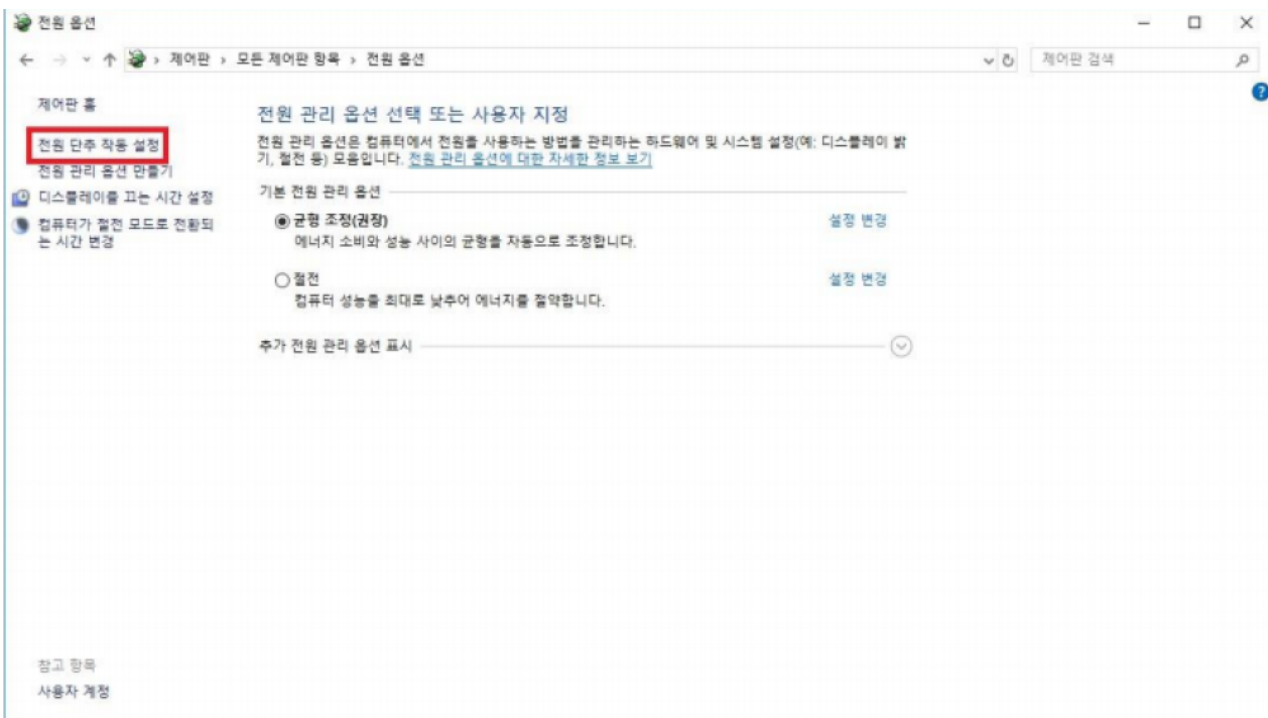 전원 옵션
제어판 › 모든 제어판 항목 › 전원 옵션
제어판 검색
제어판 홈
전원 단추 작동 설정
전원 관리 옵션 만들기
디스플레이를 끄는 시간 설정
컴퓨터가 절전 모드로 전환되
는 시간 변경
전원 관리 옵션 선택 또는 사용자 지정
전원 관리 옵션은 컴퓨터에서 전원을 사용하는 방법을 관리하는 하드웨어 및 시스템 설정(예: 디스플레이 밝
기, 절전 등) 모음입니다. 전원 관리 옵션에 대한 자세한 정보 보기
기본 전원 관리 옵션
균형 조정(권장) 설정 변경
에너지 소비와 성능 사이의 균형을 자동으로 조정합니다.
절전 설정 변경
컴퓨터 성능을 최대로 낮추어 에너지를 절약합니다.
추가 전원 관리 옵션 표시
참고 항목
사용자 계정